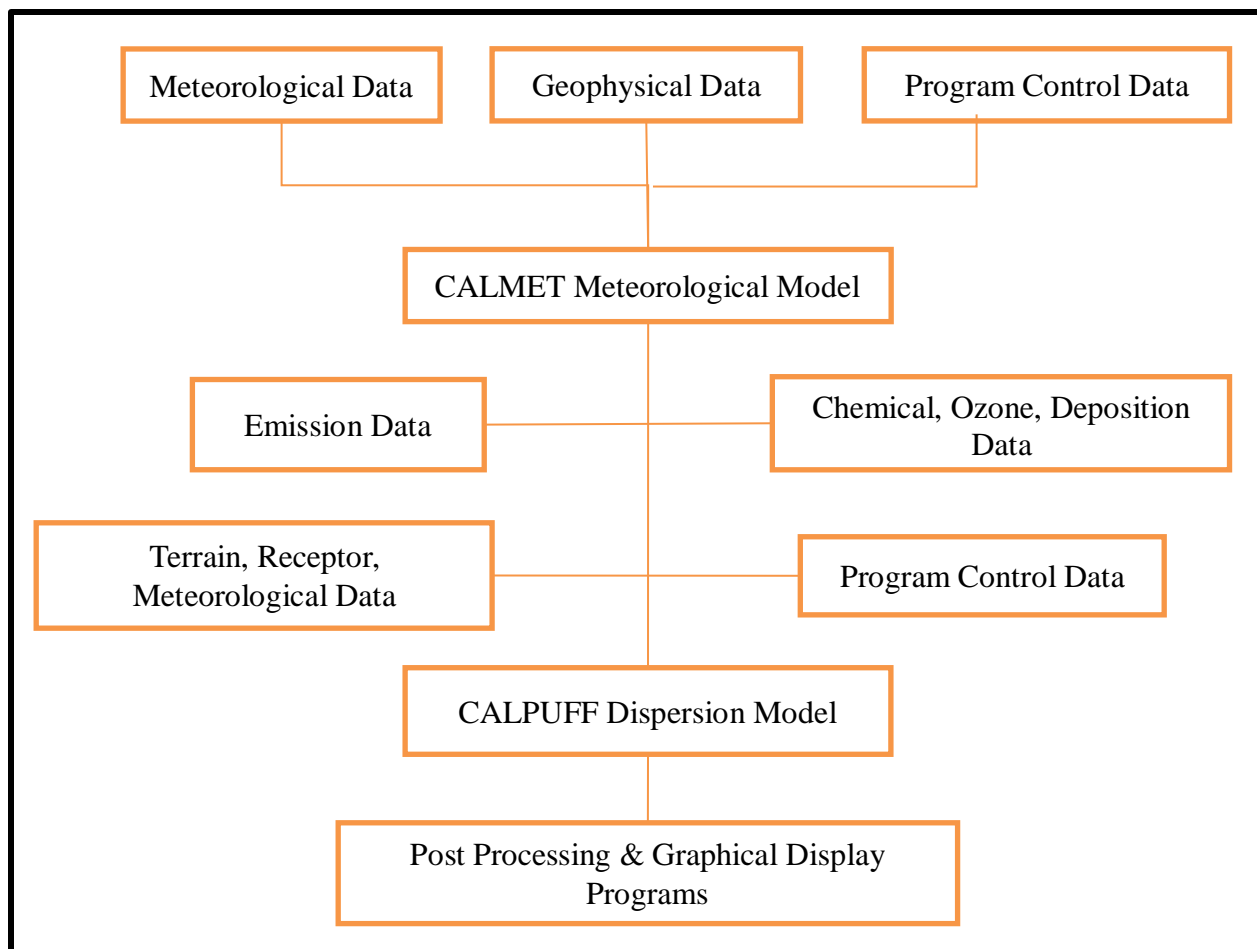 Meteorological Data
Geophysical Data
Program Control Data
CALMET Meteorological Model
Emission Data
Chemical, Ozone, Deposition
Data
Terrain, Receptor,
Meteorological Data
Program Control Data
CALPUFF Dispersion Model
Post Processing & Graphical Display
Programs